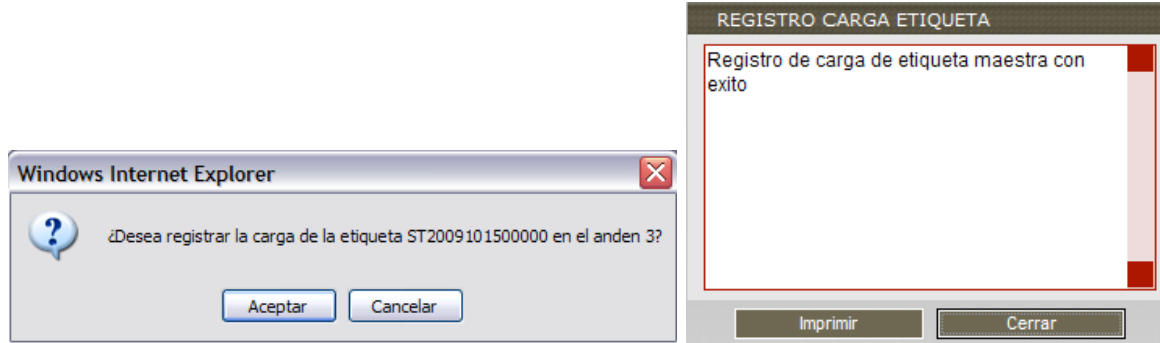 Windows Internet Explorer
¿Desea registrar la carga de la etiqueta ST2009101500000 en el anden 3?
Aceptar
Cancelar
REGISTRO CARGA ETIQUETA
Registro de carga de etiqueta maestra con
exito
Imprimir
Cerrar